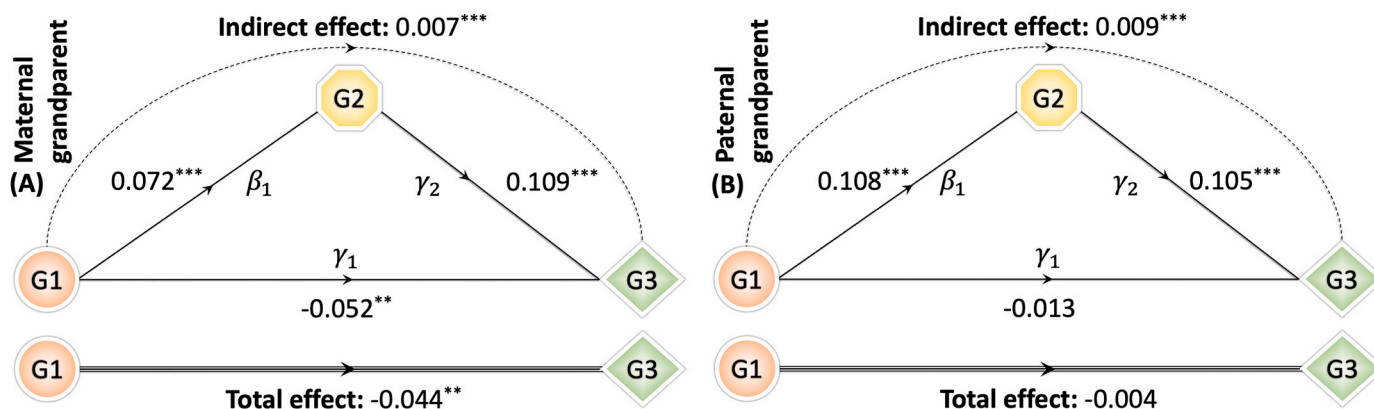 Indirect effect: 0.007***
Maternal
grandparent
(A)
G2
0.072***
β1
γ2
0.109***
γ1
G1
G3
-0.052**
G1
G3
Total effect: -0.044**
Indirect effect: 0.009***
Paternal
grandparent
(B)
G2
0.108***
β1
γ2
0.105***
γ1
G1
G3
-0.013
G1
G3
Total effect: -0.004